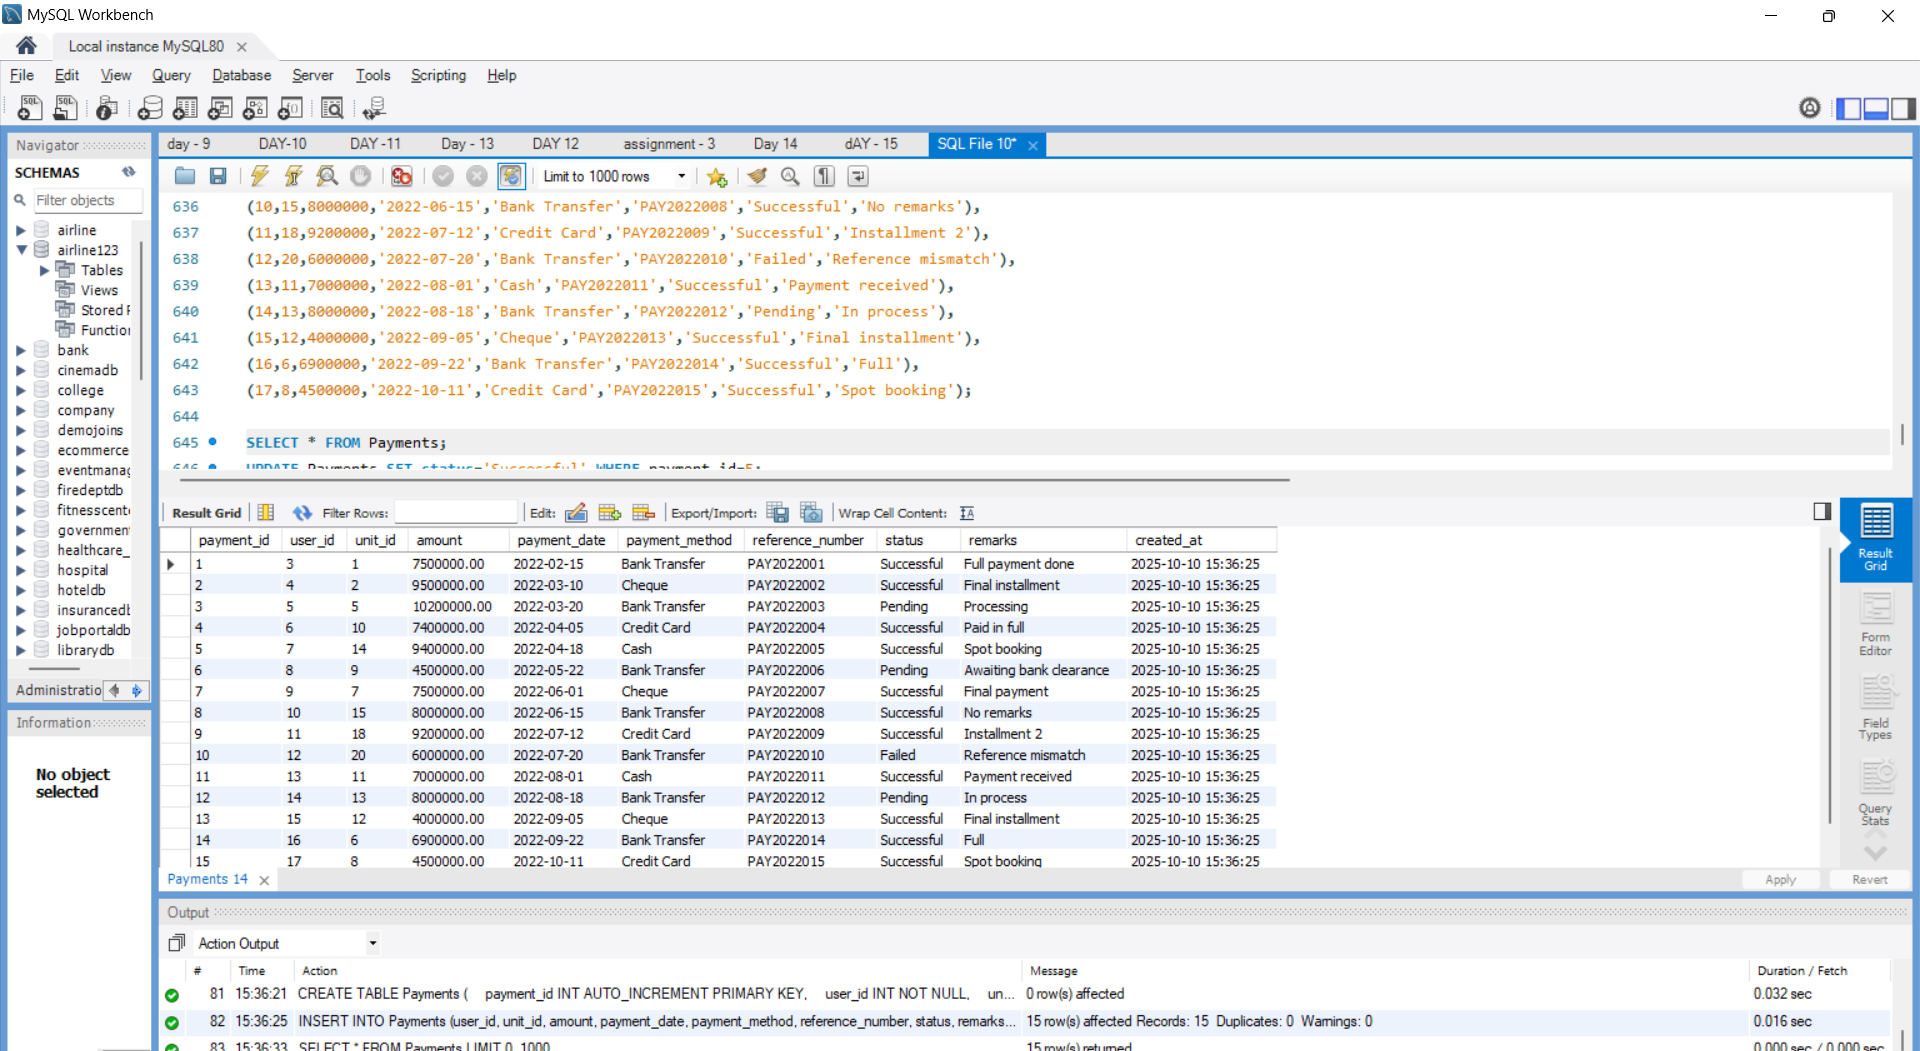 MySQL Workbench
Local instance MySQL80
File Edit View Query Database Server Tools Scripting Help
Navigator
SCHEMAS
Filter objects
airline
airline123
Tables
Views
Stored P
Function
bank
cinemadb
college
company
demojoins
ecommerce
eventmanag
firedeptdb
fitnesscent
government
healthcare_
hospital
hoteldb
insurancedb
jobportaldb
librarydb
Administratio
Information
No object
selected
day - 9 DAY-10 DAY -11 Day - 13 DAY 12 assignment - 3 Day 14 dAY - 15 SQL File 10*
Limit to 1000 rows
636 (10,15,8000000,'2022-06-15','Bank Transfer','PAY2022008','Successful','No remarks'),
637 (11,18,9200000,'2022-07-12','Credit Card','PAY2022009','Successful','Installment 2'),
638 (12,20,6000000,'2022-07-20','Bank Transfer','PAY2022010','Failed','Reference mismatch'),
639 (13,11,7000000,'2022-08-01','Cash','PAY2022011','Successful','Payment received'),
640 (14,13,8000000,'2022-08-18','Bank Transfer','PAY2022012','Pending','In process'),
641 (15,12,4000000,'2022-09-05','Cheque','PAY2022013','Successful','Final installment'),
642 (16,6,6900000,'2022-09-22','Bank Transfer','PAY2022014','Successful','Full'),
643 (17,8,4500000,'2022-10-11','Credit Card','PAY2022015','Successful','Spot booking');
644
645 SELECT * FROM Payments;
646 UPDATE Payments SET status='Successful' WHERE payment_id=5;
Result Grid Filter Rows: Edit: Export/Import: Wrap Cell Content:
payment_id user_id unit_id amount payment_date payment_method reference_number status remarks created_at
1 3 1 7500000.00 2022-02-15 Bank Transfer PAY2022001 Successful Full payment done 2025-10-10 15:36:25
2 4 2 9500000.00 2022-03-10 Cheque PAY2022002 Successful Final installment 2025-10-10 15:36:25
3 5 5 10200000.00 2022-03-20 Bank Transfer PAY2022003 Pending Processing 2025-10-10 15:36:25
4 6 10 7400000.00 2022-04-05 Credit Card PAY2022004 Successful Paid in full 2025-10-10 15:36:25
5 7 14 9400000.00 2022-04-18 Cash PAY2022005 Successful Spot booking 2025-10-10 15:36:25
6 8 9 4500000.00 2022-05-22 Bank Transfer PAY2022006 Pending Awaiting bank clearance 2025-10-10 15:36:25
7 9 7 7500000.00 2022-06-01 Cheque PAY2022007 Successful Final payment 2025-10-10 15:36:25
8 10 15 8000000.00 2022-06-15 Bank Transfer PAY2022008 Successful No remarks 2025-10-10 15:36:25
9 11 18 9200000.00 2022-07-12 Credit Card PAY2022009 Successful Installment 2 2025-10-10 15:36:25
10 12 20 6000000.00 2022-07-20 Bank Transfer PAY2022010 Failed Reference mismatch 2025-10-10 15:36:25
11 13 11 7000000.00 2022-08-01 Cash PAY2022011 Successful Payment received 2025-10-10 15:36:25
12 14 13 8000000.00 2022-08-18 Bank Transfer PAY2022012 Pending In process 2025-10-10 15:36:25
13 15 12 4000000.00 2022-09-05 Cheque PAY2022013 Successful Final installment 2025-10-10 15:36:25
14 16 6 6900000.00 2022-09-22 Bank Transfer PAY2022014 Successful Full 2025-10-10 15:36:25
15 17 8 4500000.00 2022-10-11 Credit Card PAY2022015 Successful Spot booking 2025-10-10 15:36:25
Result
Grid
Form
Editor
Field
Types
Query
Stats
Payments 14
Apply Revert
Output
Action Output
# Time Action Message Duration / Fetch
81 15:36:21 CREATE TABLE Payments ( payment_id INT AUTO_INCREMENT PRIMARY KEY, user_id INT NOT NULL, un... 0 row(s) affected 0.032 sec
82 15:36:25 INSERT INTO Payments (user_id, unit_id, amount, payment_date, payment_method, reference_number, status, remarks... 15 row(s) affected Records: 15 Duplicates: 0 Warnings: 0 0.016 sec
83 15:36:33 SELECT * FROM Payments LIMIT 0, 1000 15 row(s) returned 0.000 sec / 0.000 sec